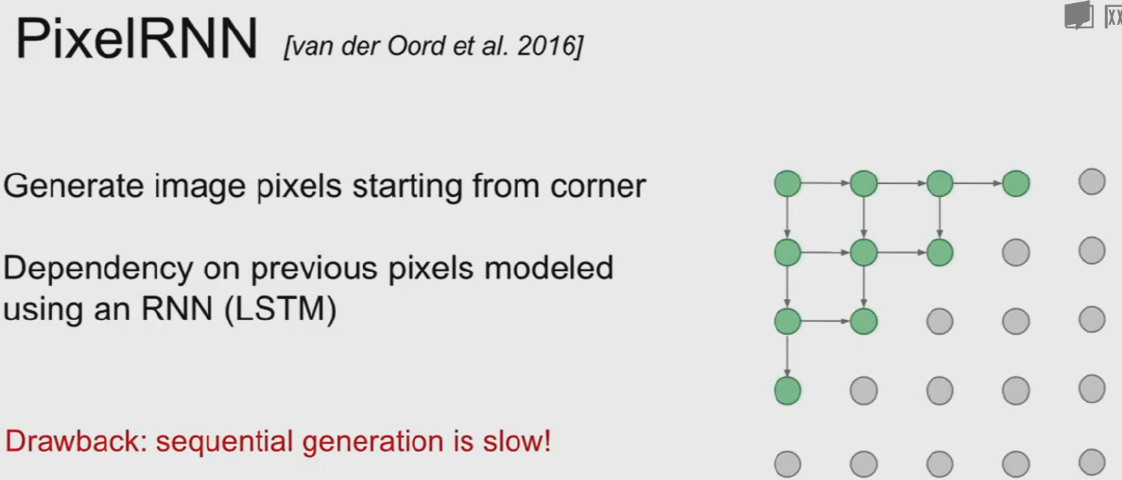 PixelRNN [van der Oord et al. 2016]
Generate image pixels starting from corner
Dependency on previous pixels modeled
using an RNN (LSTM)
Drawback: sequential generation is slow!